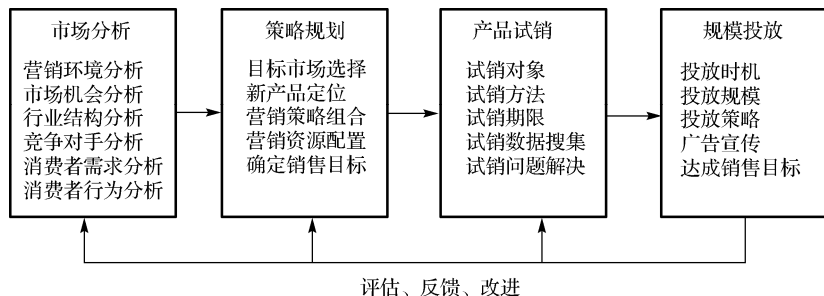 市场分析
营销环境分析
市场机会分析
行业结构分析
竞争对手分析
消费者需求分析
消费者行为分析
策略规划
目标市场选择
新产品定位
营销策略组合
营销资源配置
确定销售目标
产品试销
试销对象
试销方法
试销期限
试销数据搜集
试销问题解决
规模投放
投放时机
投放规模
投放策略
广告宣传
达成销售目标
评估、反馈、改进